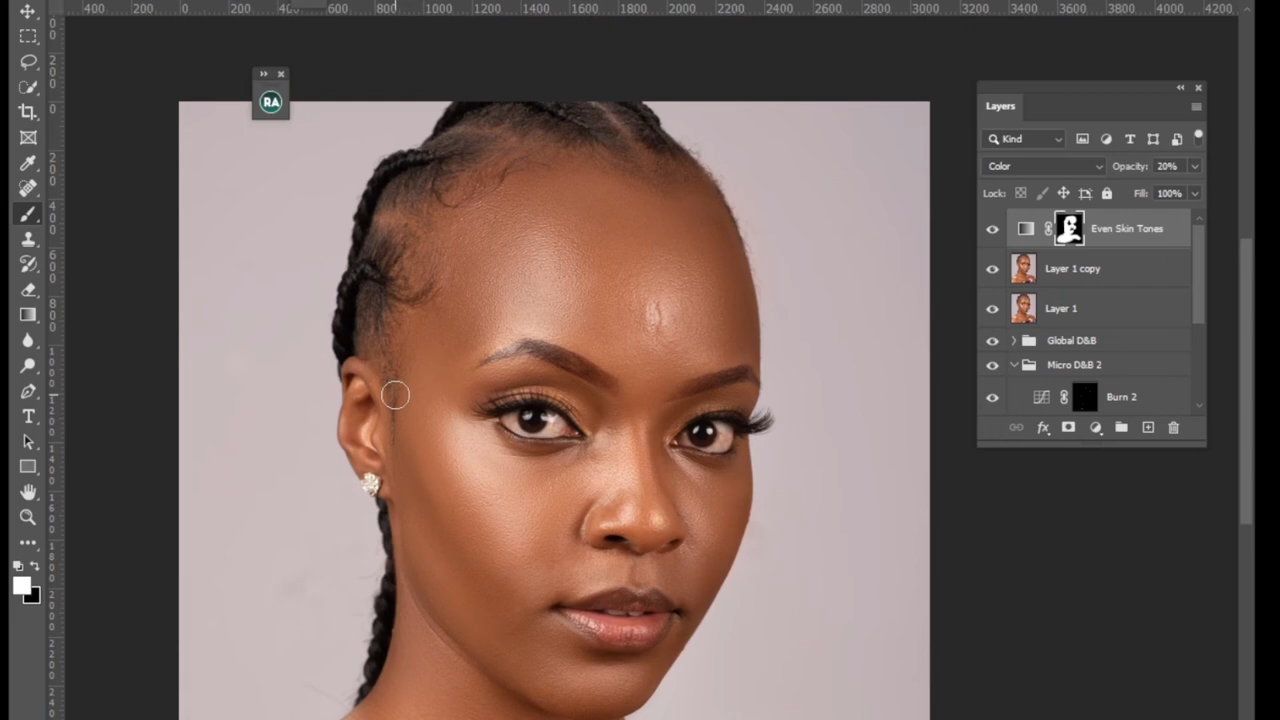 400 200 0 200 400 600 800 1000 1200 1400 1600 1800 2000 2200 2400 2600 2800 3000 3200 3400 3600 3800 4000 4200
RA
Layers
Kind
Color Opacity: 20%
Lock: Fill: 100%
Even Skin Tones
Layer 1 copy
Layer 1
Global D&B
Micro D&B 2
fx
Burn 2
T